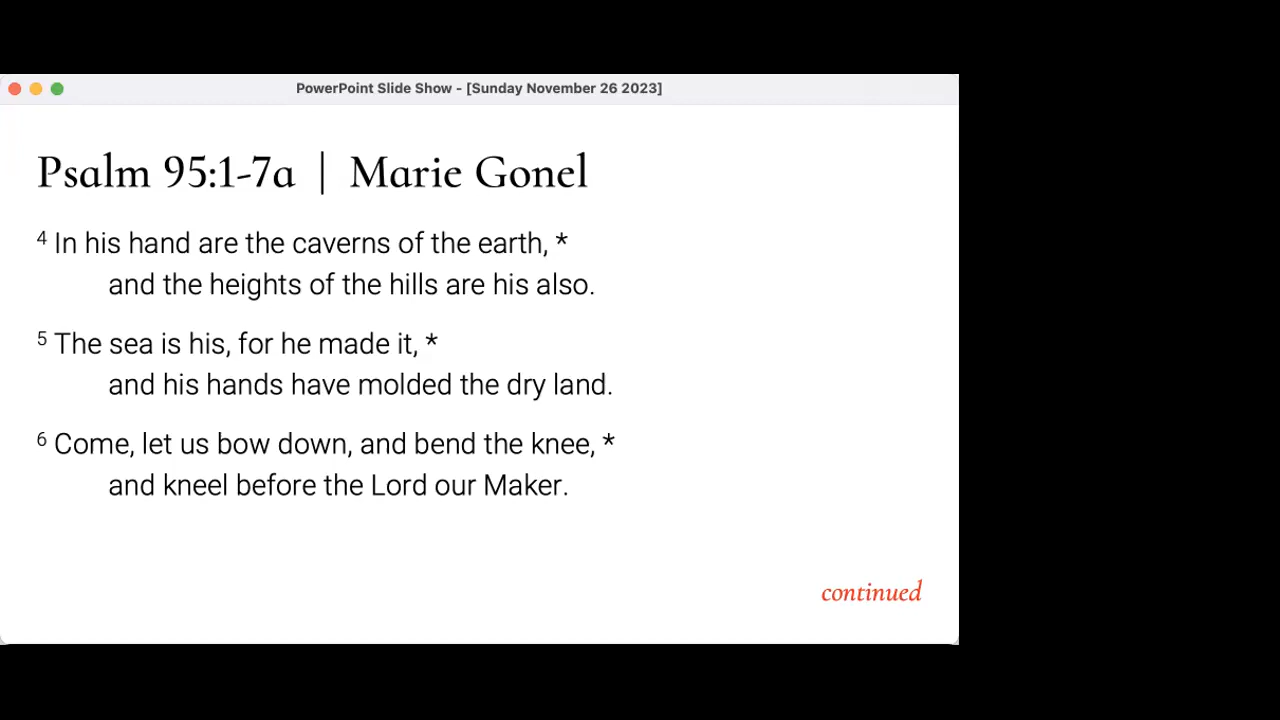 PowerPoint Slide Show - [Sunday November 26 2023]
Psalm 95:1-7a | Marie Gonel
4 In his hand are the caverns of the earth, *
and the heights of the hills are his also.
5 The sea is his, for he made it, *
and his hands have molded the dry land.
6 Come, let us bow down, and bend the knee, *
and kneel before the Lord our Maker.
continued